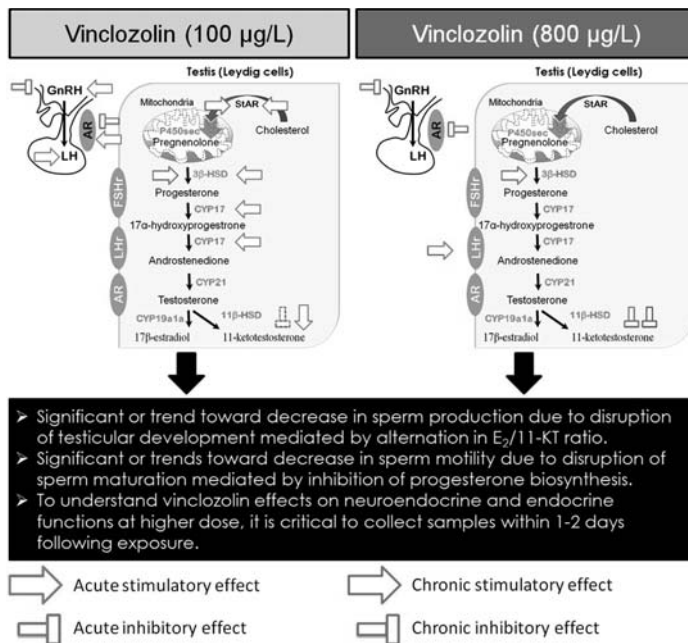 Vinclozolin (100 µg/L)
Vinclozolin (800 µg/L)
Testis (Leydig cells)
GnRH
AR
LH
Mitochondria
StAR
P450scc
Pregnenolone
Cholesterol
3β-HSD
Progesterone
CYP17
17α-hydroxyprogestrone
CYP17
Androstenedione
CYP21
Testosterone
CYP19a1a
11β-HSD
17β-estradiol
11-ketotestosterone
FSHr
LHr
AR
Testis (Leydig cells)
GnRH
AR
LH
Mitochondria
StAR
P450scc
Pregnenolone
Cholesterol
3β-HSD
Progesterone
CYP17
17α-hydroxyprogestrone
CYP17
Androstenedione
CYP21
Testosterone
CYP19a1a
11β-HSD
17β-estradiol
11-ketotestosterone
FSHr
LHr
AR
➢ Significant or trend toward decrease in sperm production due to disruption
of testicular development mediated by alternation in E₂/11-KT ratio.
➢ Significant or trends toward decrease in sperm motility due to disruption of
sperm maturation mediated by inhibition of progesterone biosynthesis.
➢ To understand vinclozolin effects on neuroendocrine and endocrine
functions at higher dose, it is critical to collect samples within 1-2 days
following exposure.
Acute stimulatory effect
Chronic stimulatory effect
Acute inhibitory effect
Chronic inhibitory effect